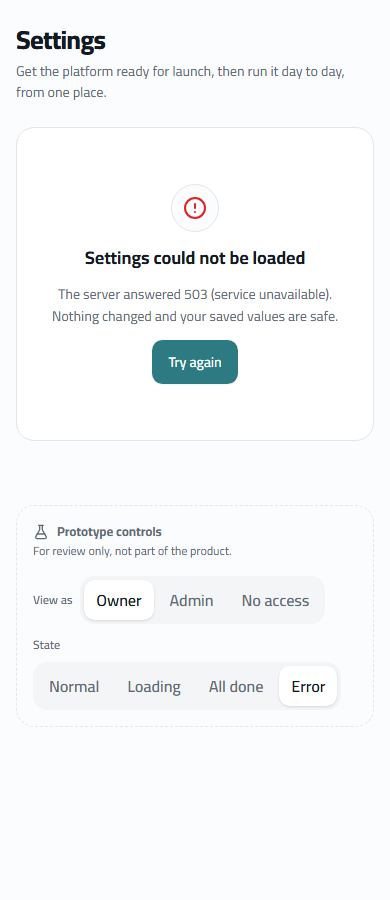 Settings
Get the platform ready for launch, then run it day to day,
from one place.
Settings could not be loaded
The server answered 503 (service unavailable).
Nothing changed and your saved values are safe.
Try again
Prototype controls
For review only, not part of the product.
View as Owner Admin No access
State
Normal Loading All done Error